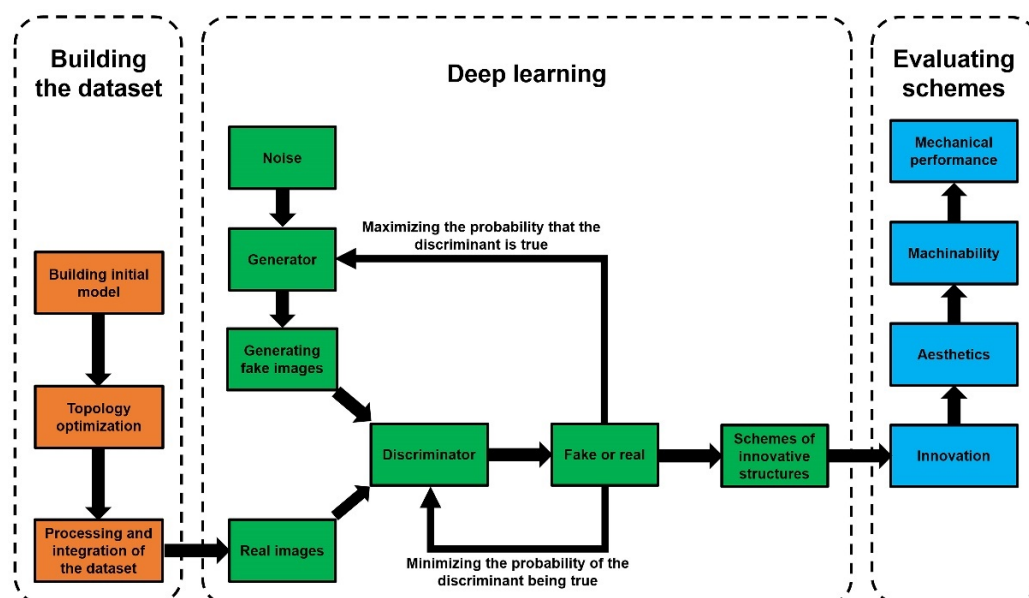 Building
the dataset
Building initial
model
Topology
optimization
Processing and
integration of
the dataset
Deep learning
Noise
Generator
Maximizing the probability that the
discriminant is true
Generating
fake images
Discriminator
Fake or real
Schemes of
innovative
structures
Real images
Minimizing the probability of the
discriminant being true
Evaluating
schemes
Mechanical
performance
Machinability
Aesthetics
Innovation